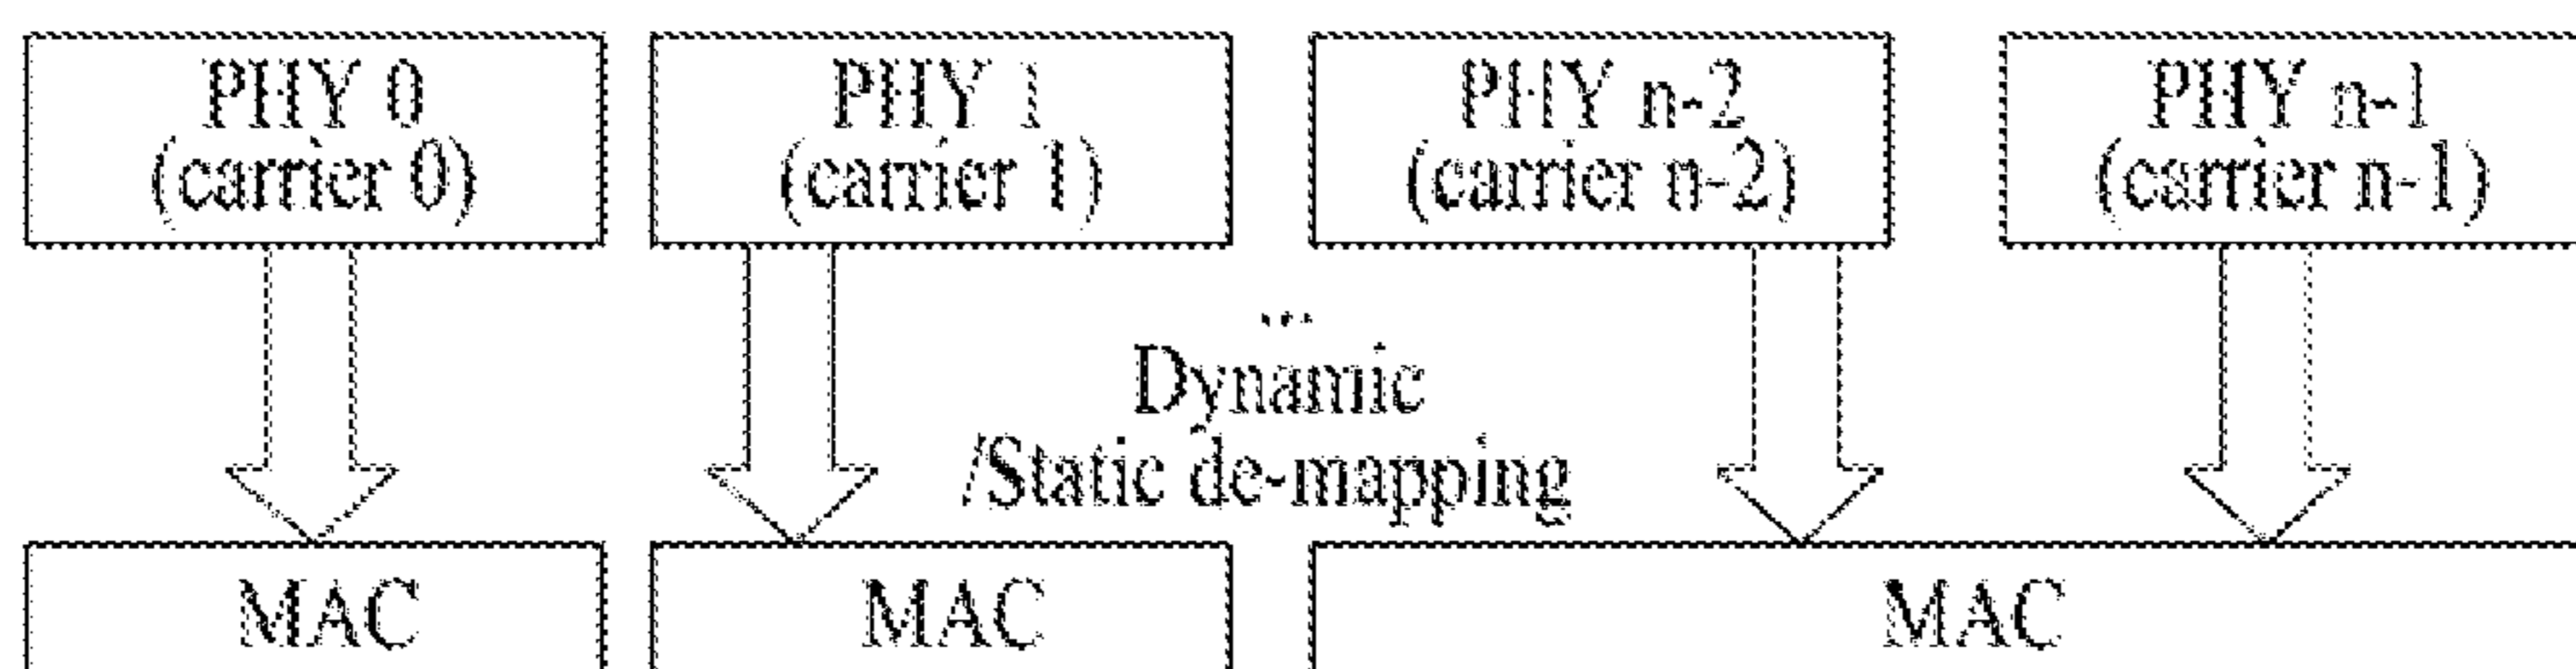 PHY 0
(carrier 0)
PHY 1
(carrier 1)
PHY n-2
(carrier n-2)
PHY n-1
(carrier n-1)
...
Dynamic
/Static de-mapping
MAC
MAC
MAC